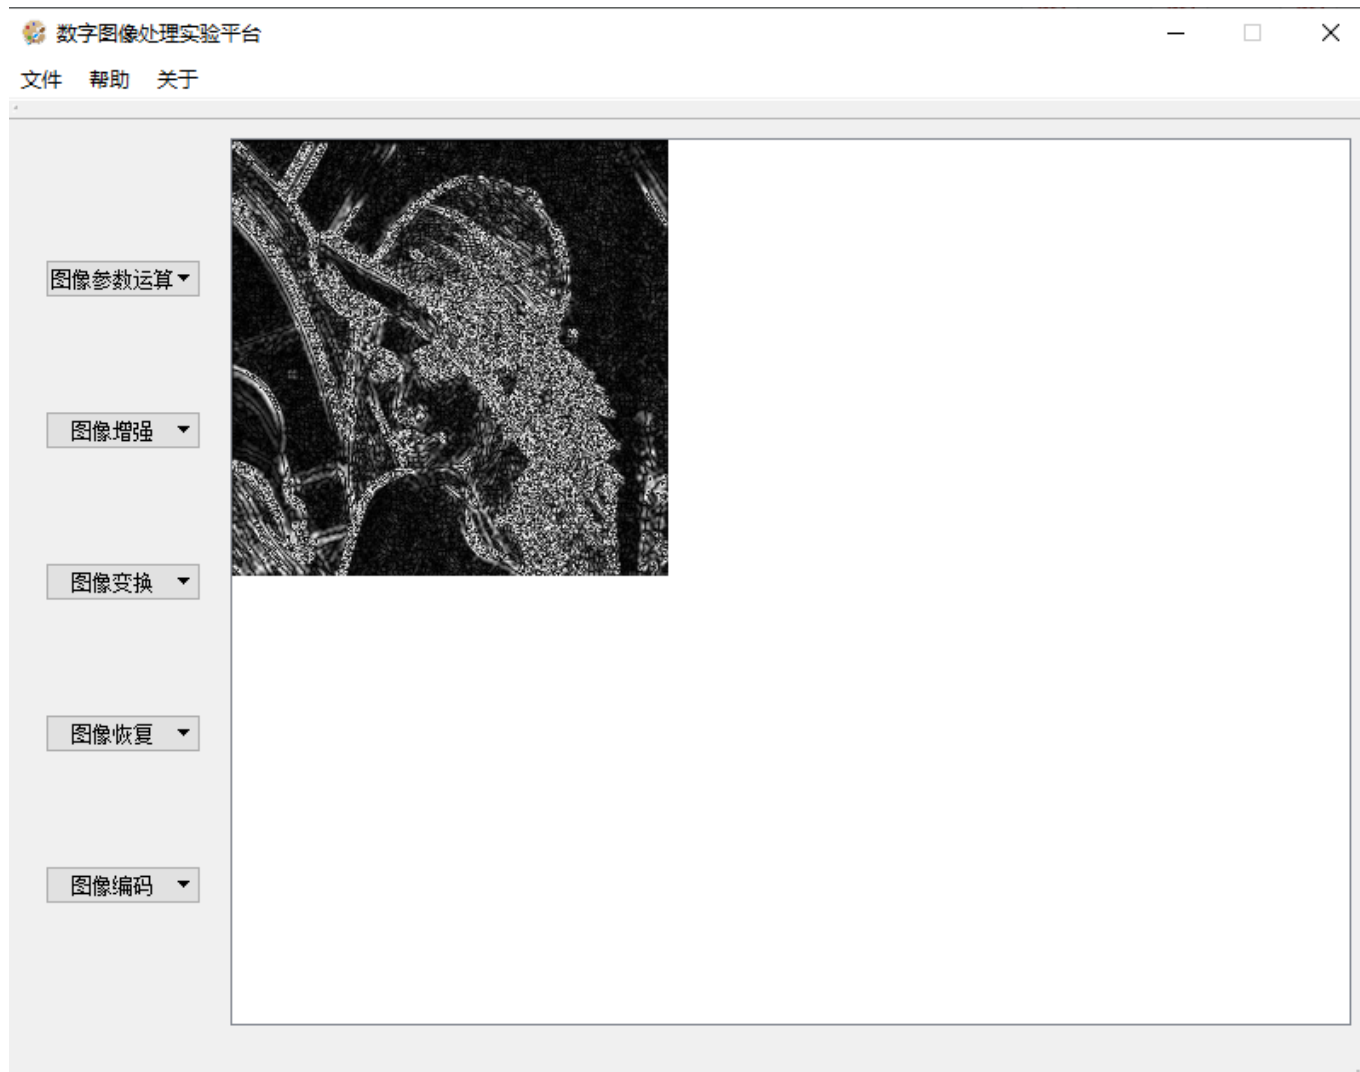 数字图像处理实验平台
文件 帮助 关于
图像参数运算
图像增强
图像变换
图像恢复
图像编码